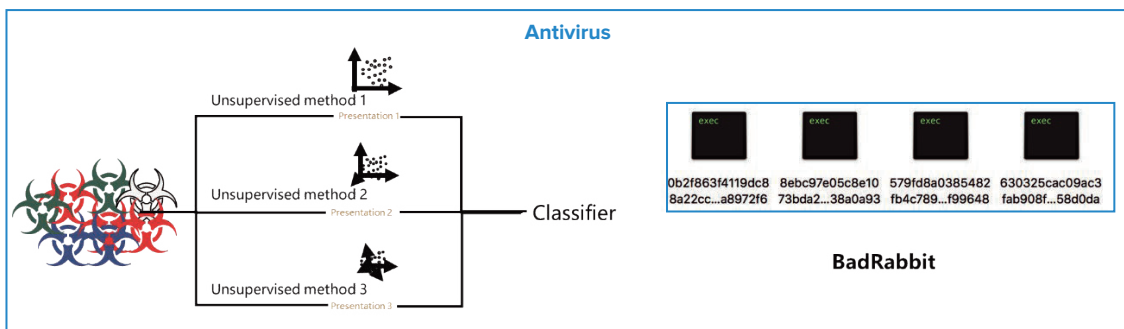 Antivirus
Unsupervised method 1
Presentation 1
Unsupervised method 2
Presentation 2
Unsupervised method 3
Presentation 3
Classifier
exec
exec
exec
exec
0b2f863f4119dc8
8a22cc...a8972f6
8ebc97e05c8e10
73bda2...38a0a93
579fd8a0385482
fb4c789...f99648
630325cac09ac3
fab908f...58d0da
BadRabbit